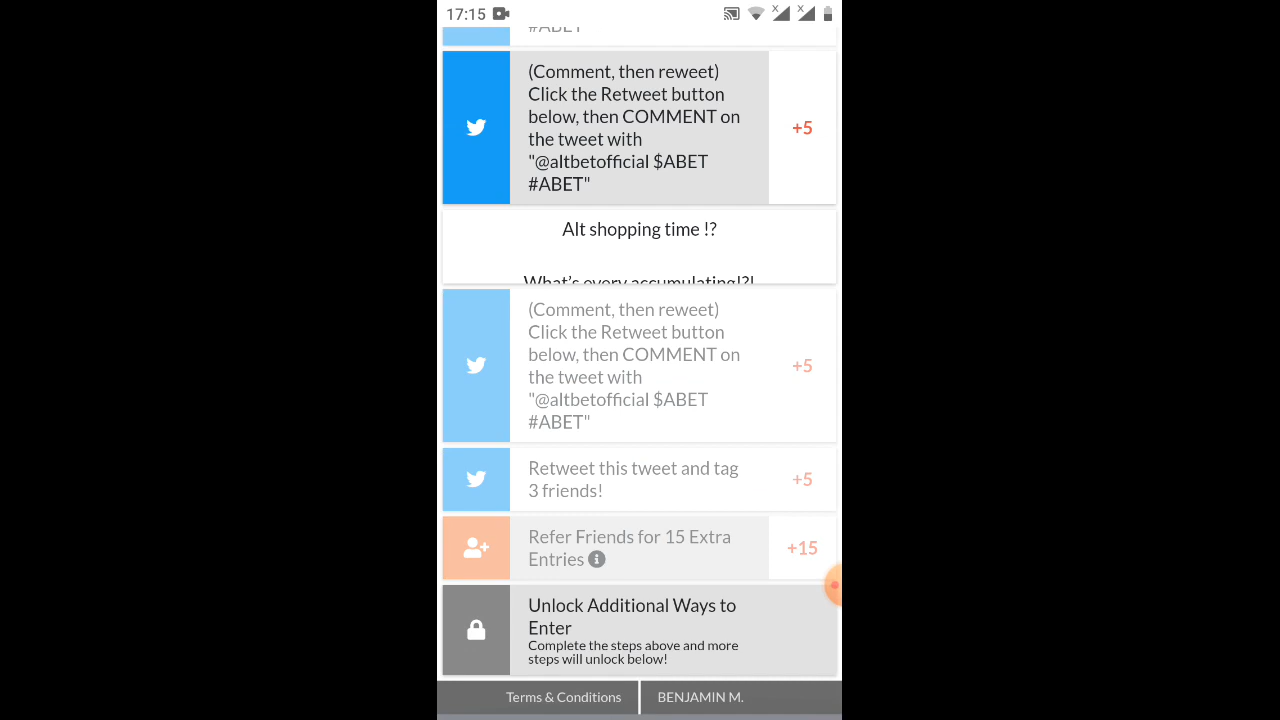 17:15
#ABET
(Comment, then reweet)
Click the Retweet button
below, then COMMENT on
the tweet with
"@altbetofficial $ABET
#ABET"
+5
Alt shopping time !?
What's every accumulating!?!
(Comment, then reweet)
Click the Retweet button
below, then COMMENT on
the tweet with
"@altbetofficial $ABET
#ABET"
+5
Retweet this tweet and tag
3 friends!
+5
Refer Friends for 15 Extra
Entries
+15
Unlock Additional Ways to
Enter
Complete the steps above and more
steps will unlock below!
Terms & Conditions
BENJAMIN M.